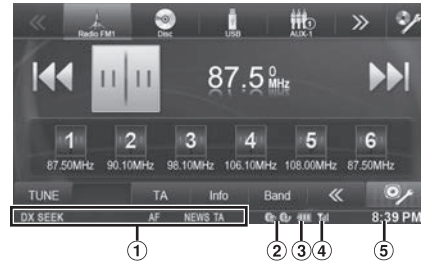 Radio FM1 Disc USB AUX-1
87.50 MHz
1 2 3 4 5 6
87.50MHz 90.10MHz 98.10MHz 106.10MHz 108.00MHz 87.50MHz
TUNE TA Info Band
DX SEEK AF NEWS TA 8:39 PM
1 2 3 4 5